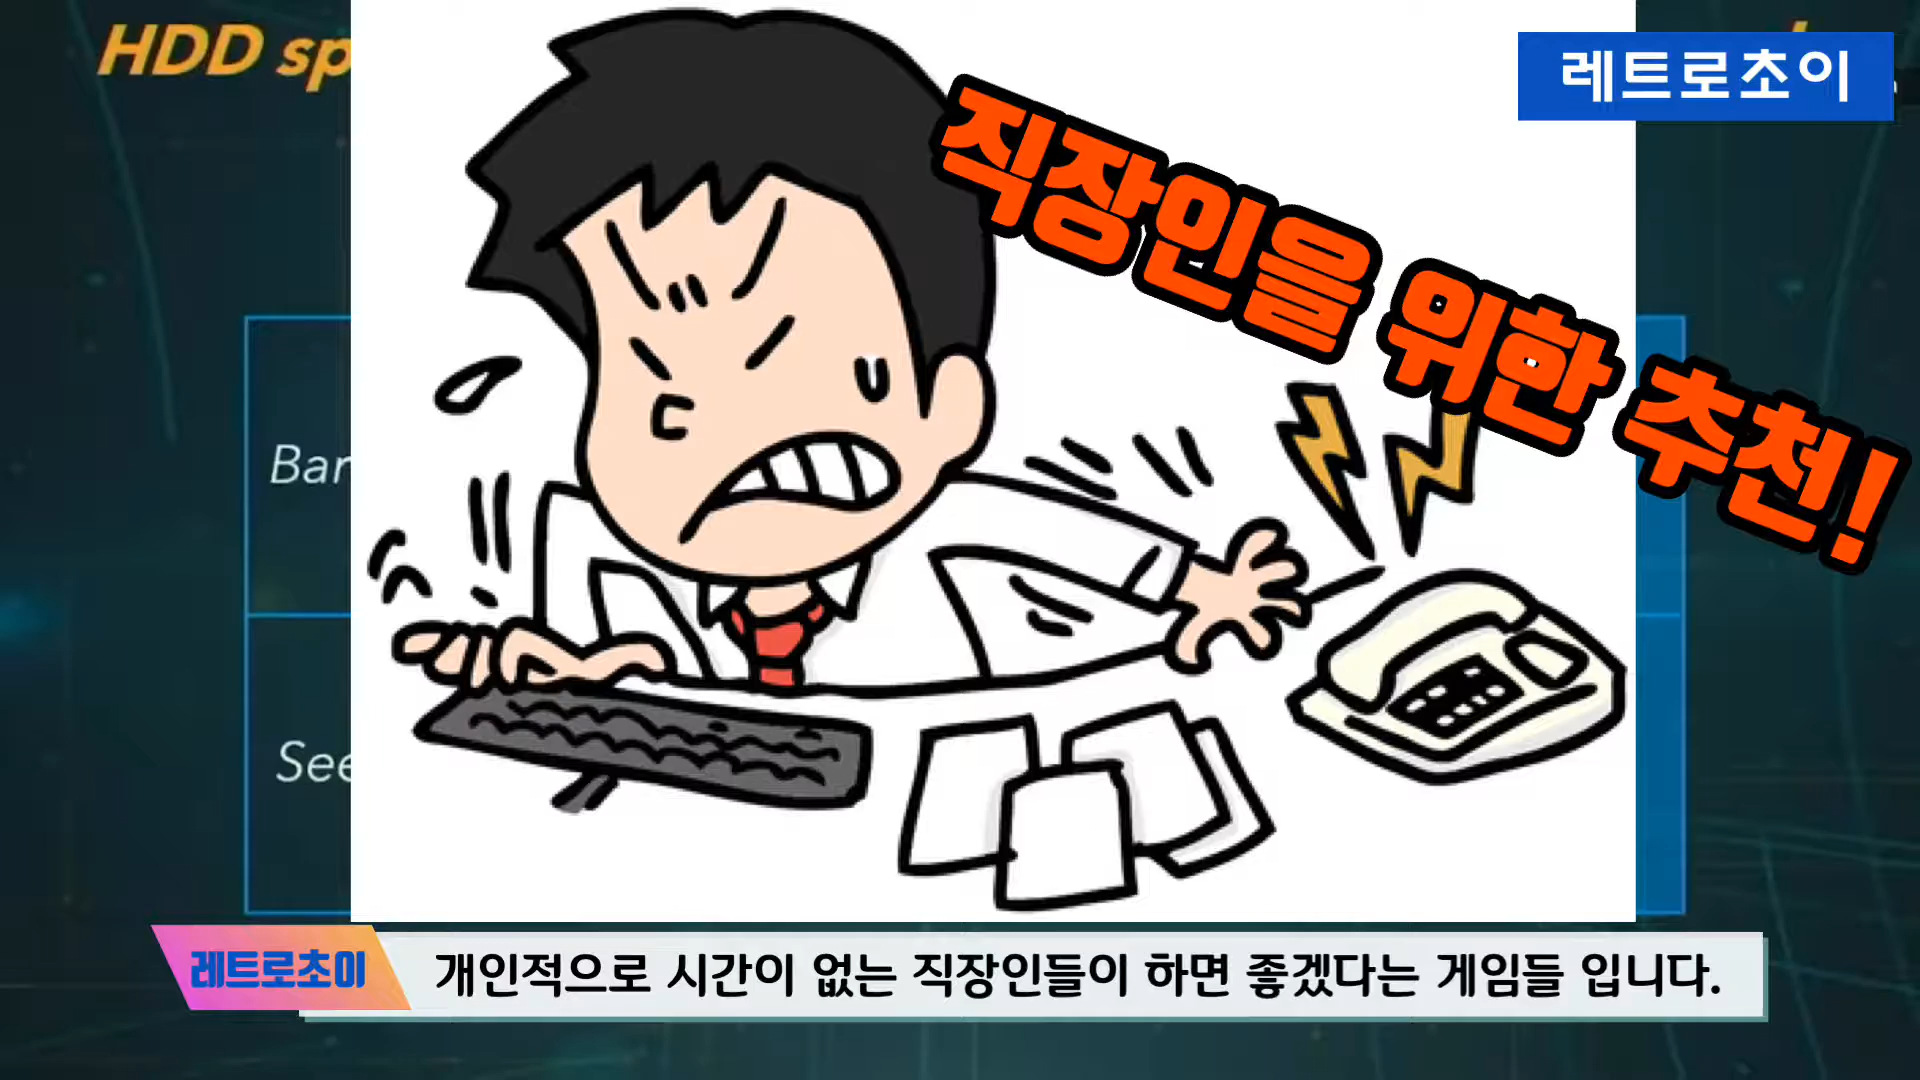 HDD sp
레트로초이
직장인을 위한 추천!
레트로초이
개인적으로 시간이 없는 직장인들이 하면 좋겠다는 게임들 입니다.